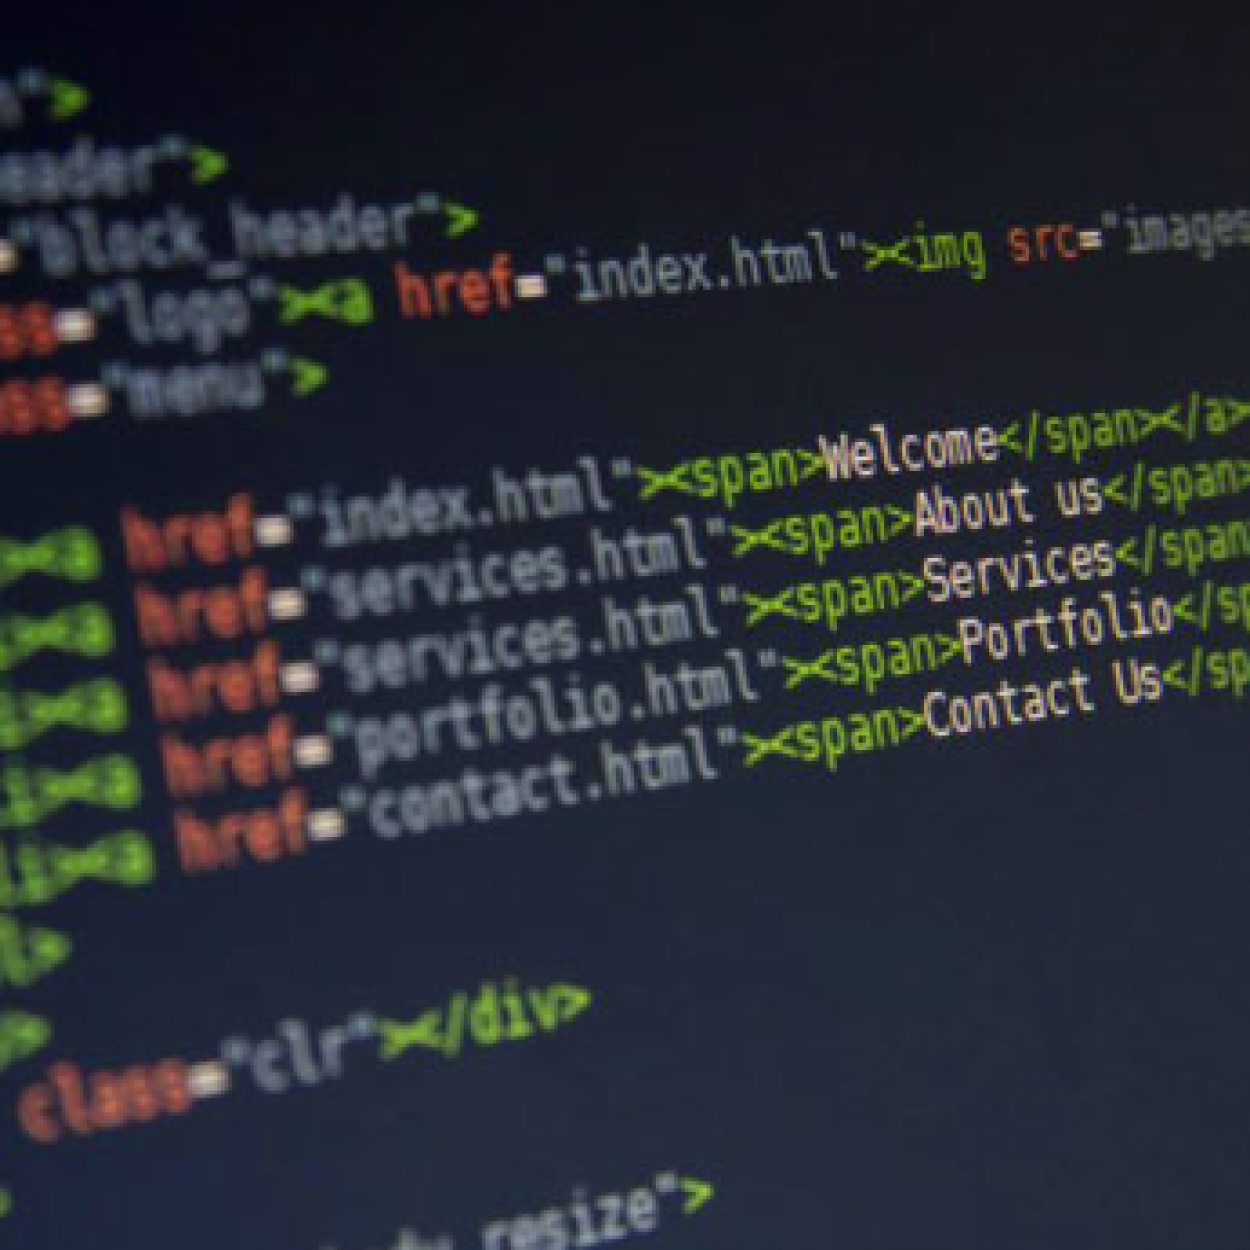 ">
eader">
="block_header">
ss="logo"><a href="index.html"><img src="images
ss="menu">
href="index.html"><span>Welcome</span></a>
href="services.html"><span>About us</span>
href="services.html"><span>Services</span
href="portfolio.html"><span>Portfolio</sp
href="contact.html"><span>Contact Us</sp
class="clr"></div>
resize">